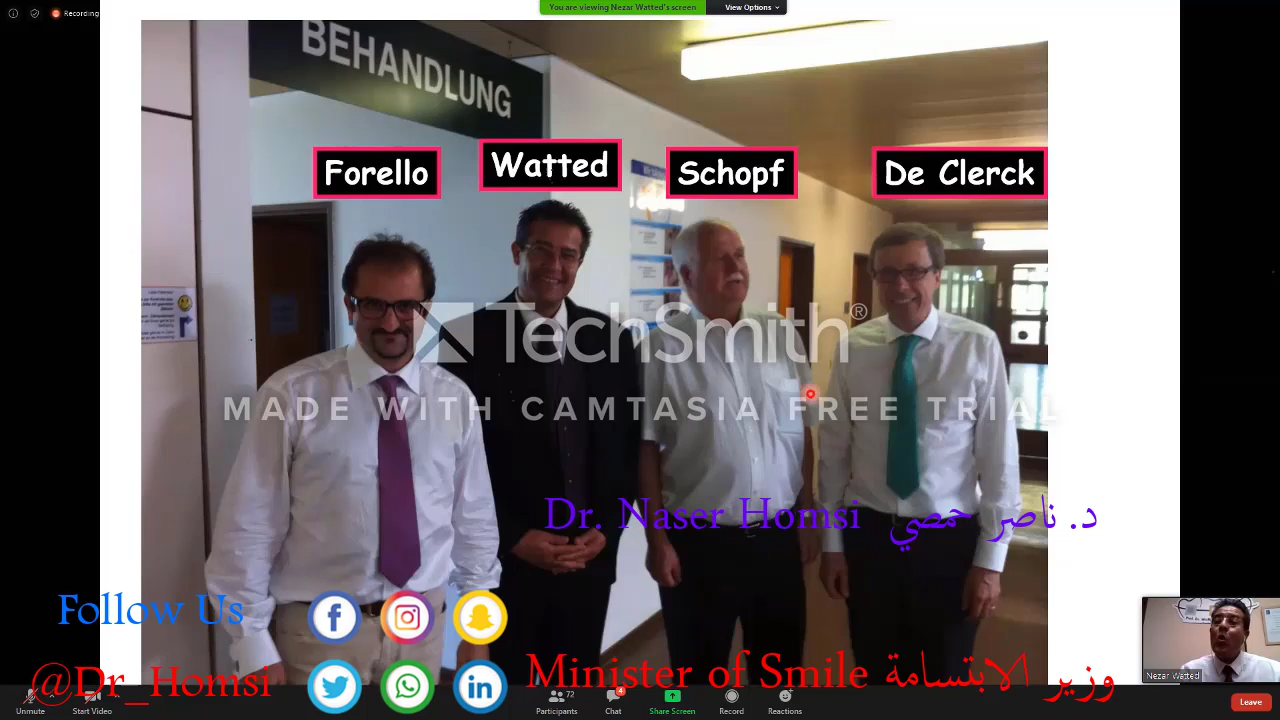 Recording
You are viewing Nezar Watted's screen
View Options
BEHANDLUNG
Forello
Watted
Schopf
De Clerck
TechSmith®
MADE WITH CAMTASIA FREE TRIAL
Dr. Naser Homsi د. ناصر حمصي
Follow Us
@Dr_Homsi
Minister of Smile وزير الابتسامة
Nezar Watted
Unmute
Start Video
Participants
72
Chat
4
Share Screen
Record
Reactions
Leave